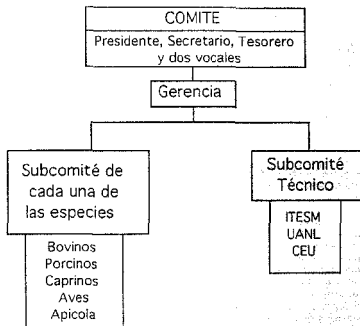 COMITE
Presidente, Secretario, Tesorero
y dos vocales
Gerencia
Subcomité de
cada una de
las especies
Bovinos
Porcinos
Caprinos
Aves
Apicola
Subcomité
Técnico
ITESM
UANL
CEU